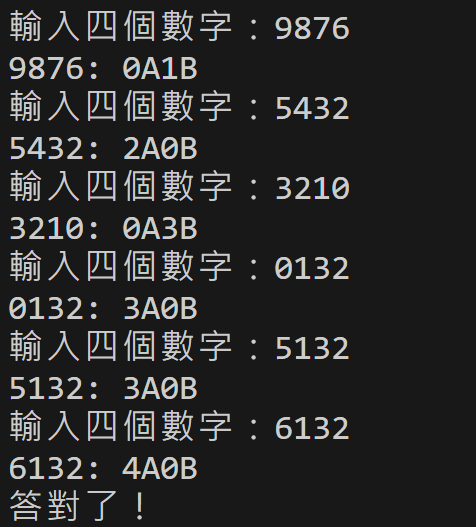 輸入四個數字：9876
9876: 0A1B
輸入四個數字：5432
5432: 2A0B
輸入四個數字：3210
3210: 0A3B
輸入四個數字：0132
0132: 3A0B
輸入四個數字：5132
5132: 3A0B
輸入四個數字：6132
6132: 4A0B
答對了！